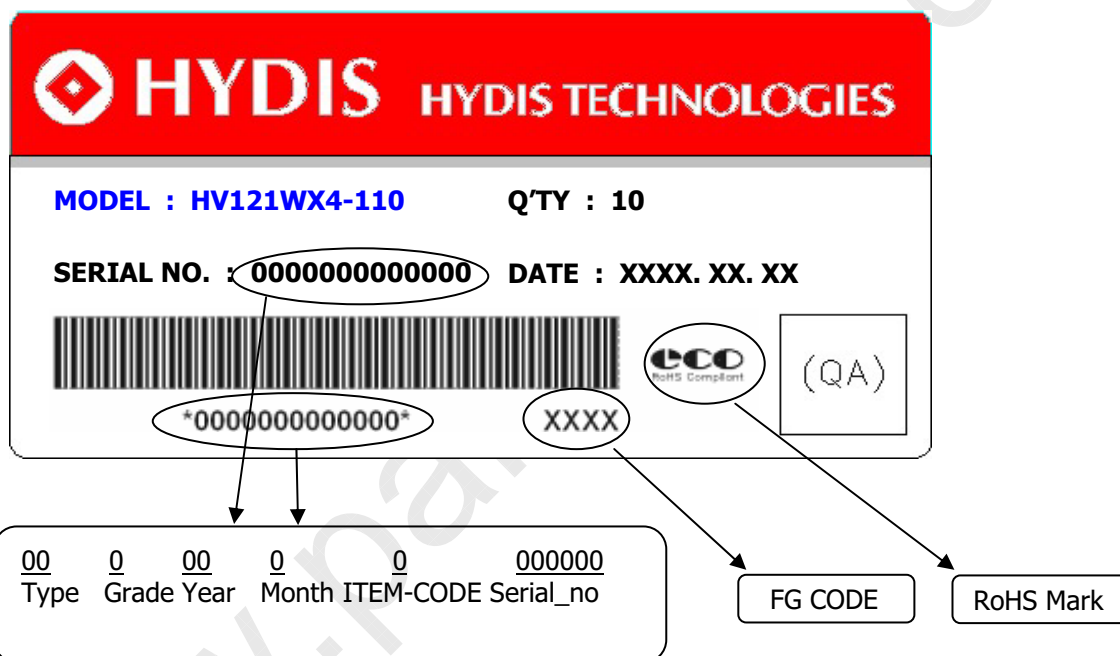 HYDIS HYDIS TECHNOLOGIES
MODEL : HV121WX4-110 Q'TY : 10
SERIAL NO. : 0000000000000 DATE : XXXX. XX. XX
eco
RoHS Compliant
(QA)
*0000000000000* XXXX
00 0 00 0 0 000000
Type Grade Year Month ITEM-CODE Serial_no
FG CODE RoHS Mark